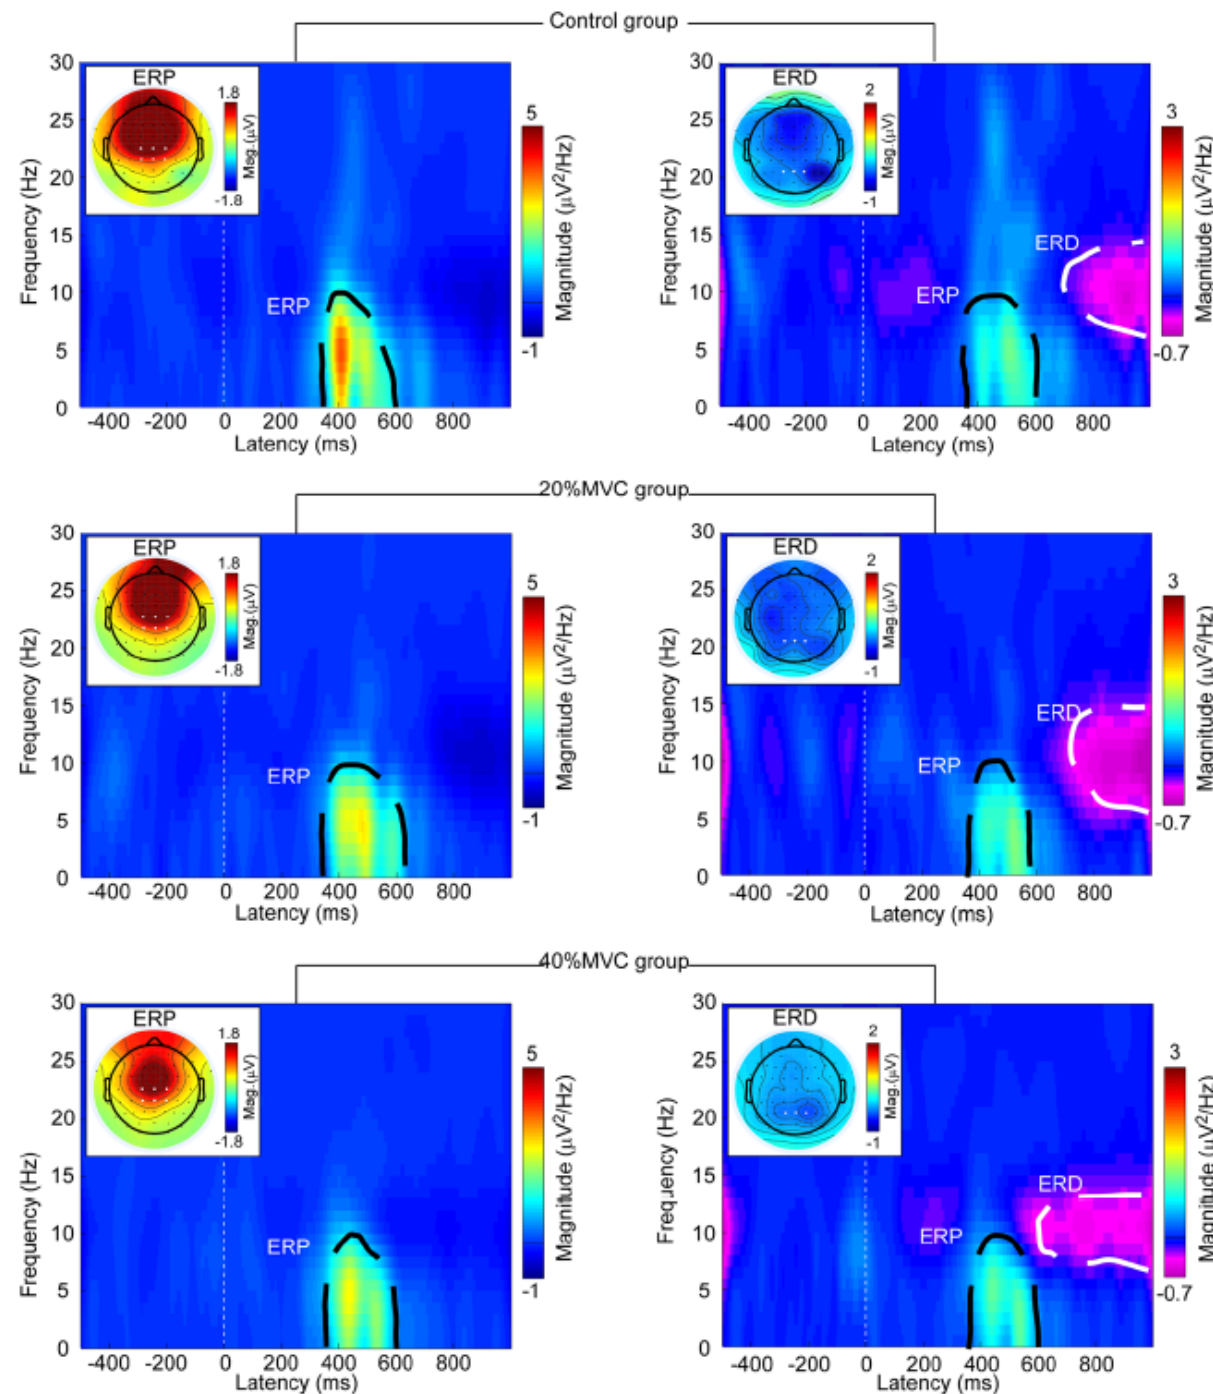 Control group
ERP
1.8
Mag.(μV)
-1.8
5
Magnitude (μV²/Hz)
-1
30
25
20
15
10
5
0
Frequency (Hz)
ERP
-400 -200 0 200 400 600 800
Latency (ms)
ERD
2
Mag.(μV)
-1
3
Magnitude (μV²/Hz)
-0.7
30
25
20
15
10
5
0
Frequency (Hz)
ERD
ERP
-400 -200 0 200 400 600 800
Latency (ms)
20%MVC group
ERP
1.8
Mag.(μV)
-1.8
5
Magnitude (μV²/Hz)
-1
30
25
20
15
10
5
0
Frequency (Hz)
ERP
-400 -200 0 200 400 600 800
Latency (ms)
ERD
2
Mag.(μV)
-1
3
Magnitude (μV²/Hz)
-0.7
30
25
20
15
10
5
0
Frequency (Hz)
ERD
ERP
-400 -200 0 200 400 600 800
Latency (ms)
40%MVC group
ERP
1.8
Mag.(μV)
-1.8
5
Magnitude (μV²/Hz)
-1
30
25
20
15
10
5
0
Frequency (Hz)
ERP
-400 -200 0 200 400 600 800
Latency (ms)
ERD
2
Mag.(μV)
-1
3
Magnitude (μV²/Hz)
-0.7
30
25
20
15
10
5
0
Frequency (Hz)
ERD
ERP
-400 -200 0 200 400 600 800
Latency (ms)